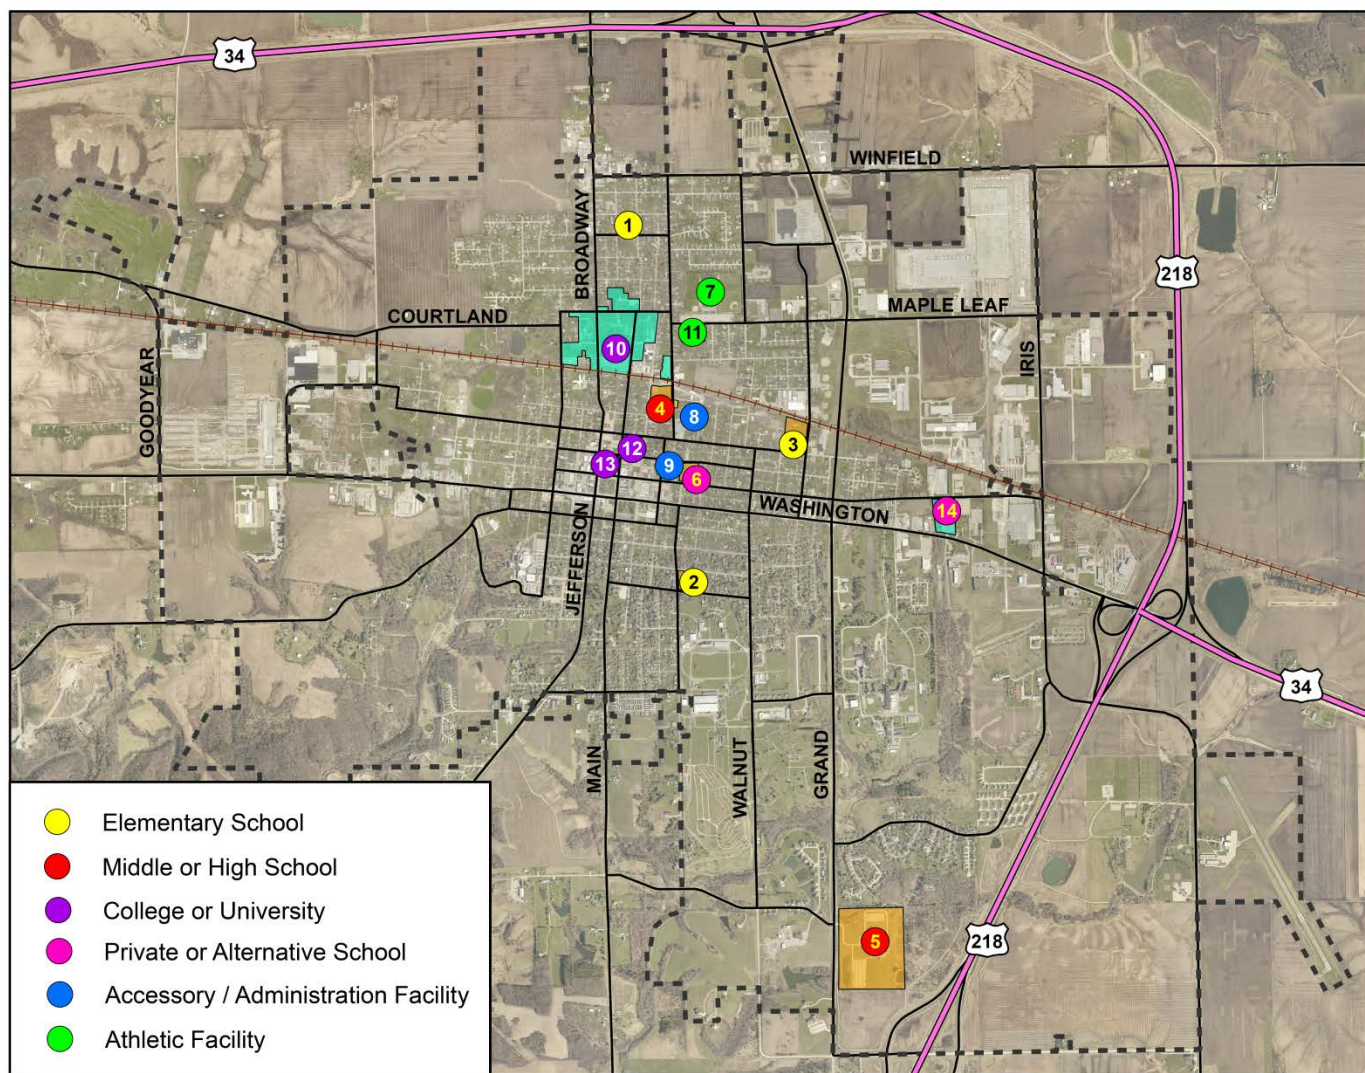 34
WINFIELD
BROADWAY
1
218
7
MAPLE LEAF
COURTLAND
11
10
IRIS
GOODYEAR
4
8
3
12
13
9
6
WASHINGTON
14
JEFFERSON
2
34
MAIN
WALNUT
GRAND
5
218
Elementary School
Middle or High School
College or University
Private or Alternative School
Accessory / Administration Facility
Athletic Facility